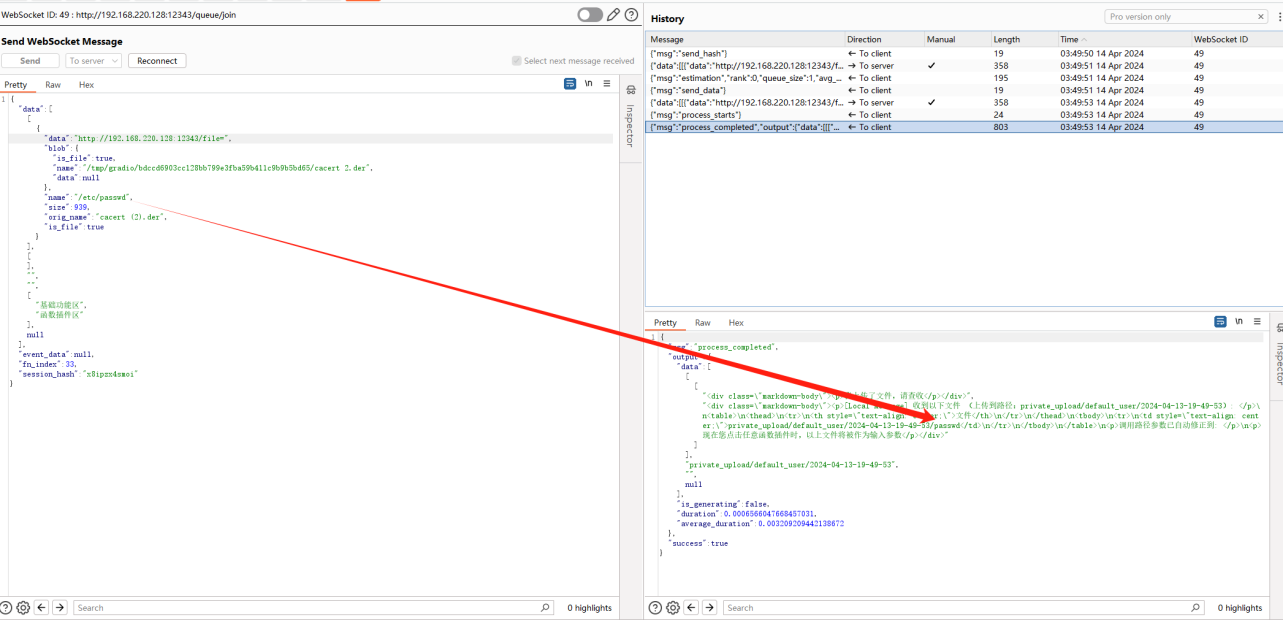 WebSocket ID: 49 : http://192.168.220.128:12343/queue/join
Send WebSocket Message
Send
To server
Reconnect
Select next message received
Pretty
Raw
Hex
\n
1 {
"data":[
[
{
"data":"http://192.168.220.128:12343/file=",
"blob":{
"is_file":true,
"name":"/tmp/gradio/bdccd6903cc128bb799e3fba59b411c9b9b5bd65/cacert 2.der",
"data":null
},
"name":"/etc/passwd",
"size":939,
"orig_name":"cacert (2).der",
"is_file":true
}
],
[
],
"",
"",
[
"基础功能区",
"函数插件区"
],
null
],
"event_data":null,
"fn_index":33,
"session_hash":"x8ipzx4smoi"
}
Search
0 highlights
Inspector
History
Pro version only
Message Direction Manual Length Time WebSocket ID
{"msg":"send_hash"} ← To client 19 03:49:50 14 Apr 2024 49
{"data":[[{"data":"http://192.168.220.128:12343/f... → To server ✓ 358 03:49:51 14 Apr 2024 49
{"msg":"estimation","rank":0,"queue_size":1,"avg_... ← To client 195 03:49:51 14 Apr 2024 49
{"msg":"send_data"} ← To client 19 03:49:51 14 Apr 2024 49
{"data":[[{"data":"http://192.168.220.128:12343/f... → To server ✓ 358 03:49:53 14 Apr 2024 49
{"msg":"process_starts"} ← To client 24 03:49:53 14 Apr 2024 49
{"msg":"process_completed","output":{"data":[[["... ← To client 803 03:49:53 14 Apr 2024 49
Pretty
Raw
Hex
\n
1 {
"process_completed",
"output"
"data":[
[
[
"<div class=\"markdown-body\"><p>了文件，请查收</p></div>",
"<div class=\"markdown-body\"><p>[Local 收到以下文件 （上传到路径：private_upload/default_user/2024-04-13-19-49-53）：</p>\
n<table>\n<thead>\n<tr>\n<th style=\"text-align: \">文件</th>\n</tr>\n</thead>\n<tbody>\n<tr>\n<td style=\"text-align: cent
er;\">private_upload/default_user/2024-04-13-19-49-53/passwd</td>\n</tr>\n</tbody>\n</table>\n<p>调用路径参数已自动修正到：</p>\n<p>
现在您点击任意函数插件时，以上文件将被作为输入参数</p></div>"
]
],
"private_upload/default_user/2024-04-13-19-49-53",
"",
null
],
"is_generating":false,
"duration":0.0006566047668457031,
"average_duration":0.003209209442138672
},
"success":true
}
Search
0 highlights
Inspector